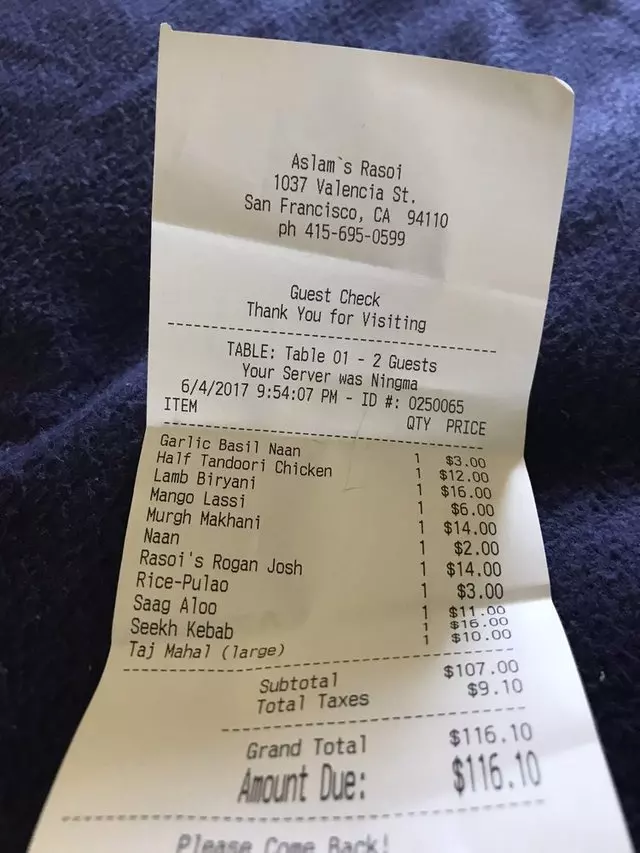 Aslam`s Rasoi
1037 Valencia St.
San Francisco, CA 94110
ph 415-695-0599
Guest Check
Thank You for Visiting
TABLE: Table 01 - 2 Guests
Your Server was Ningma
6/4/2017 9:54:07 PM - ID #: 0250065
ITEM QTY PRICE
Garlic Basil Naan 1 $3.00
Half Tandoori Chicken 1 $12.00
Lamb Biryani 1 $16.00
Mango Lassi 1 $6.00
Murgh Makhani 1 $14.00
Naan 1 $2.00
Rasoi's Rogan Josh 1 $14.00
Rice-Pulao 1 $3.00
Saag Aloo 1 $11.00
Seekh Kebab 1 $16.00
Taj Mahal (large) 1 $10.00
Subtotal $107.00
Total Taxes $9.10
Grand Total $116.10
Amount Due: $116.10
Please Come Back!